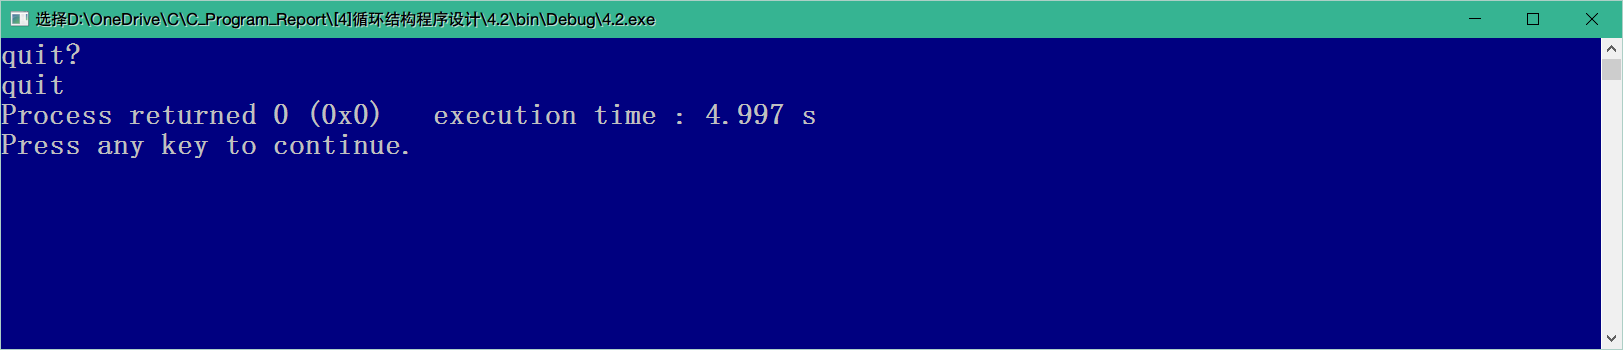 选择D:\OneDrive\C\C_Program_Report\[4]循环结构程序设计\4.2\bin\Debug\4.2.exe
quit?
quit
Process returned 0 (0x0)   execution time : 4.997 s
Press any key to continue.